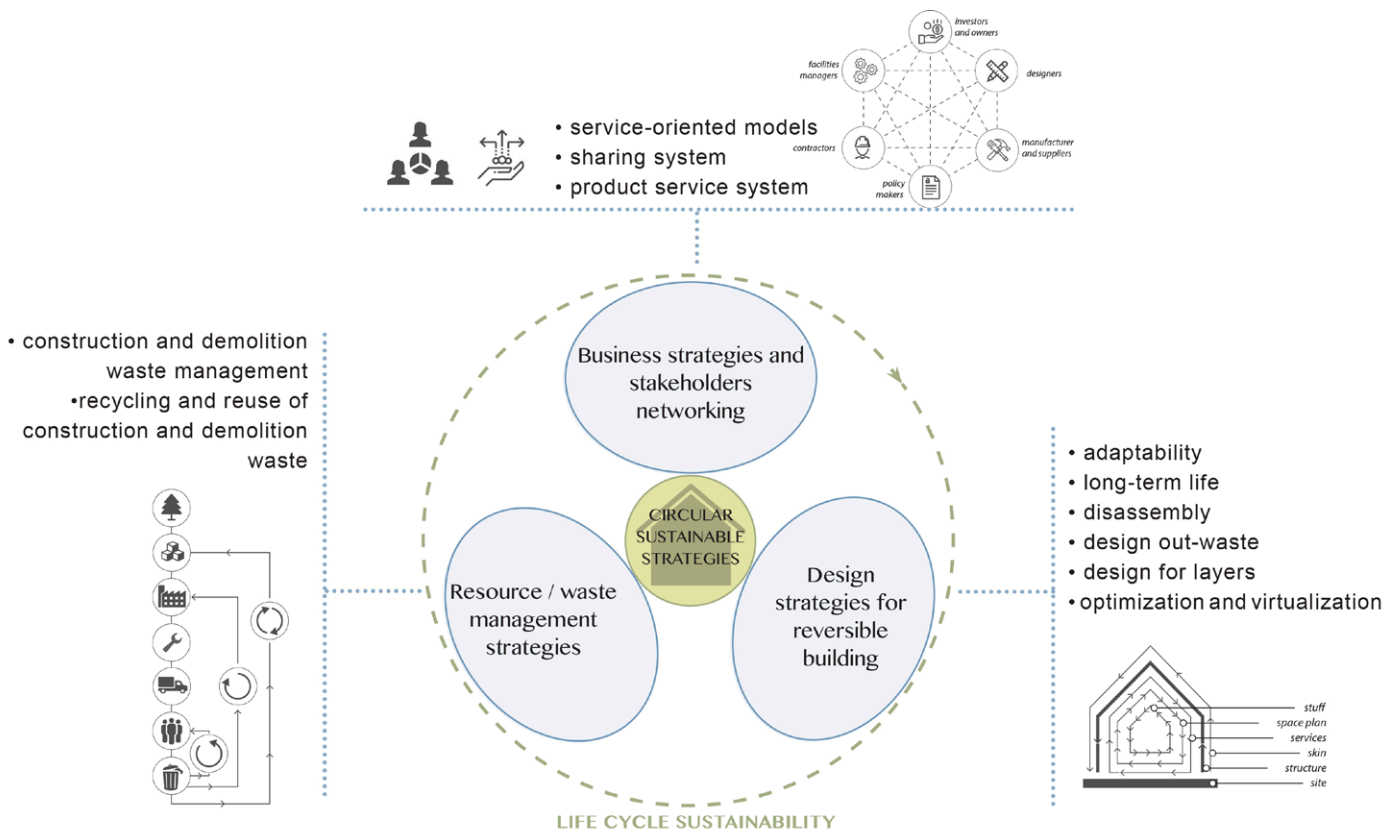 investors
and owners
facilities
managers
designers
contractors
manufacturer
and suppliers
policy
makers
• service-oriented models
• sharing system
• product service system
Business strategies and
stakeholders
networking
• construction and demolition
waste management
•recycling and reuse of
construction and demolition
waste
CIRCULAR
SUSTAINABLE
STRATEGIES
Resource / waste
management
strategies
Design
strategies for
reversible
building
• adaptability
• long-term life
• disassembly
• design out-waste
• design for layers
• optimization and virtualization
stuff
space plan
services
skin
structure
site
LIFE CYCLE SUSTAINABILITY